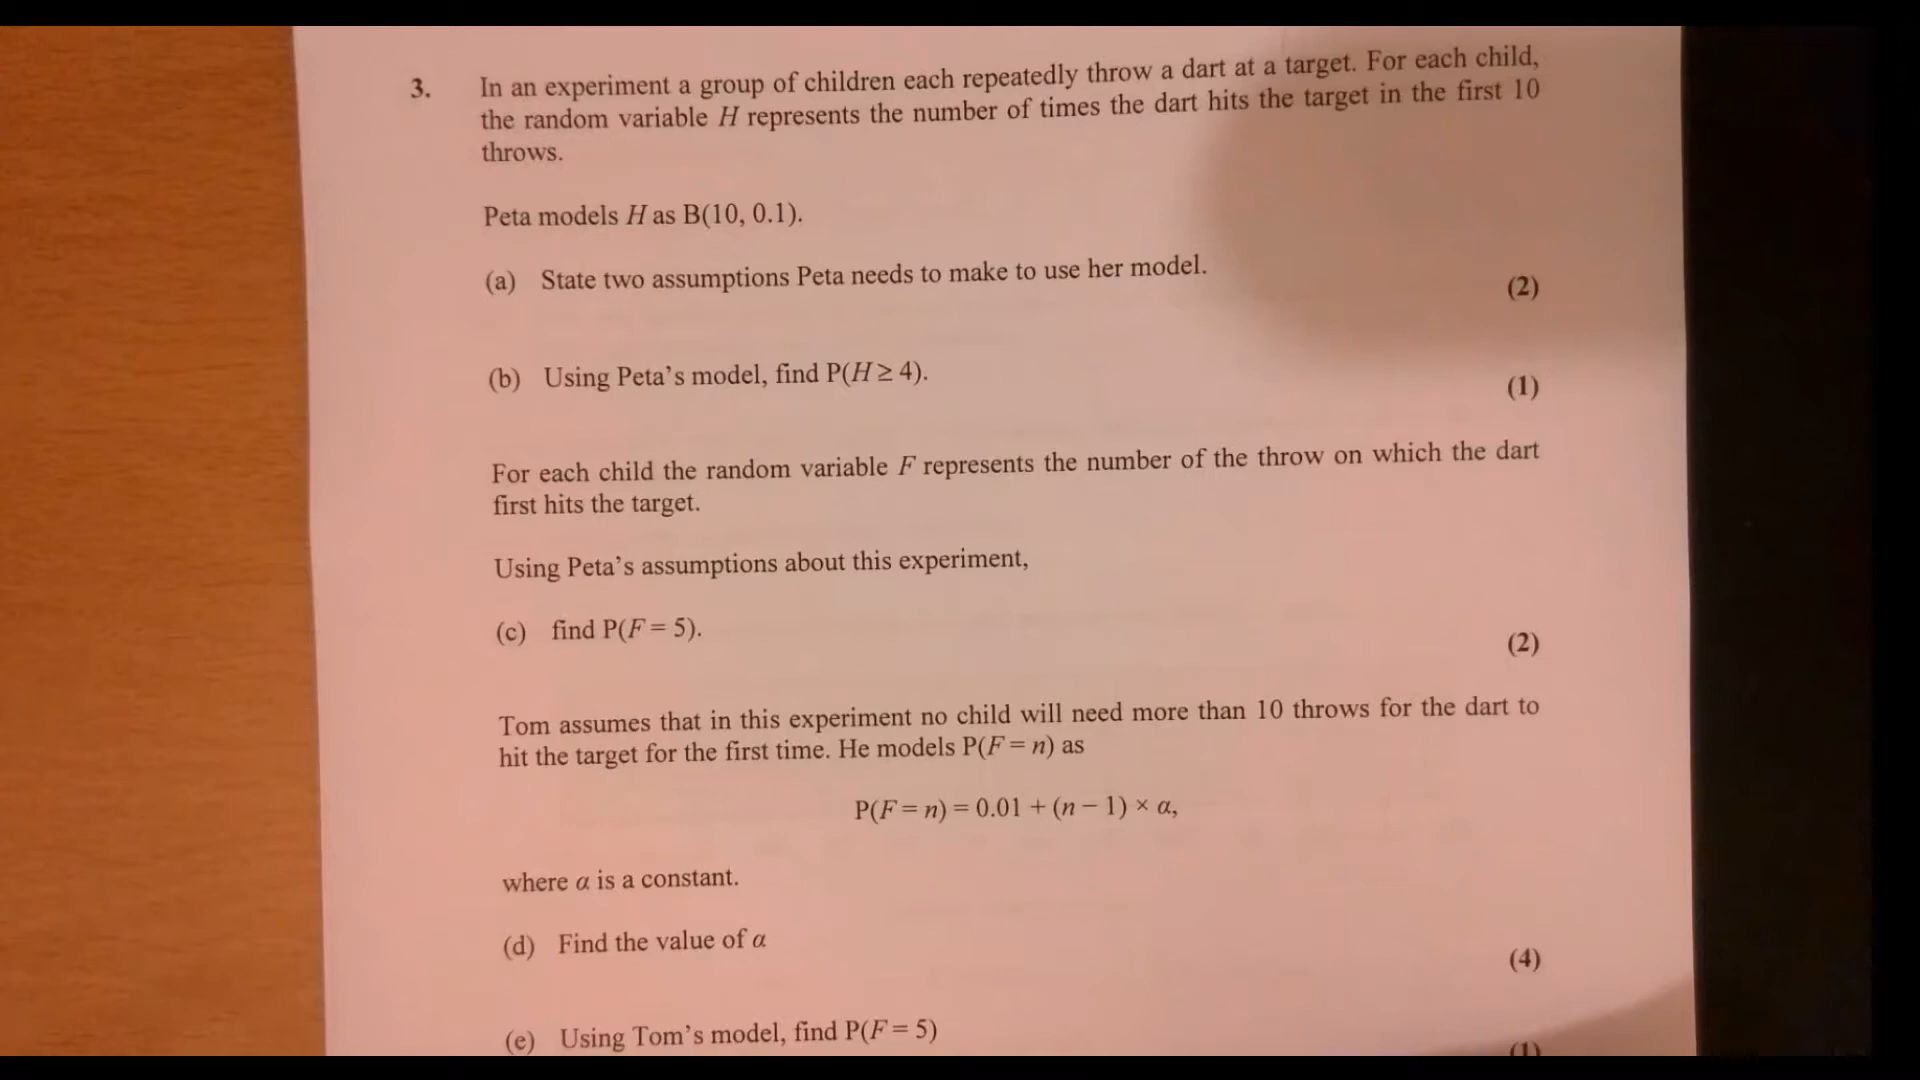 3. In an experiment a group of children each repeatedly throw a dart at a target. For each child,
the random variable H represents the number of times the dart hits the target in the first 10
throws.
Peta models H as B(10, 0.1).
(a) State two assumptions Peta needs to make to use her model.
(2)
(b) Using Peta's model, find P(H ≥ 4).
(1)
For each child the random variable F represents the number of the throw on which the dart
first hits the target.
Using Peta's assumptions about this experiment,
(c) find P(F = 5).
(2)
Tom assumes that in this experiment no child will need more than 10 throws for the dart to
hit the target for the first time. He models P(F = n) as
P(F = n) = 0.01 + (n − 1) × α,
where α is a constant.
(d) Find the value of α
(4)
(e) Using Tom's model, find P(F = 5)
(1)